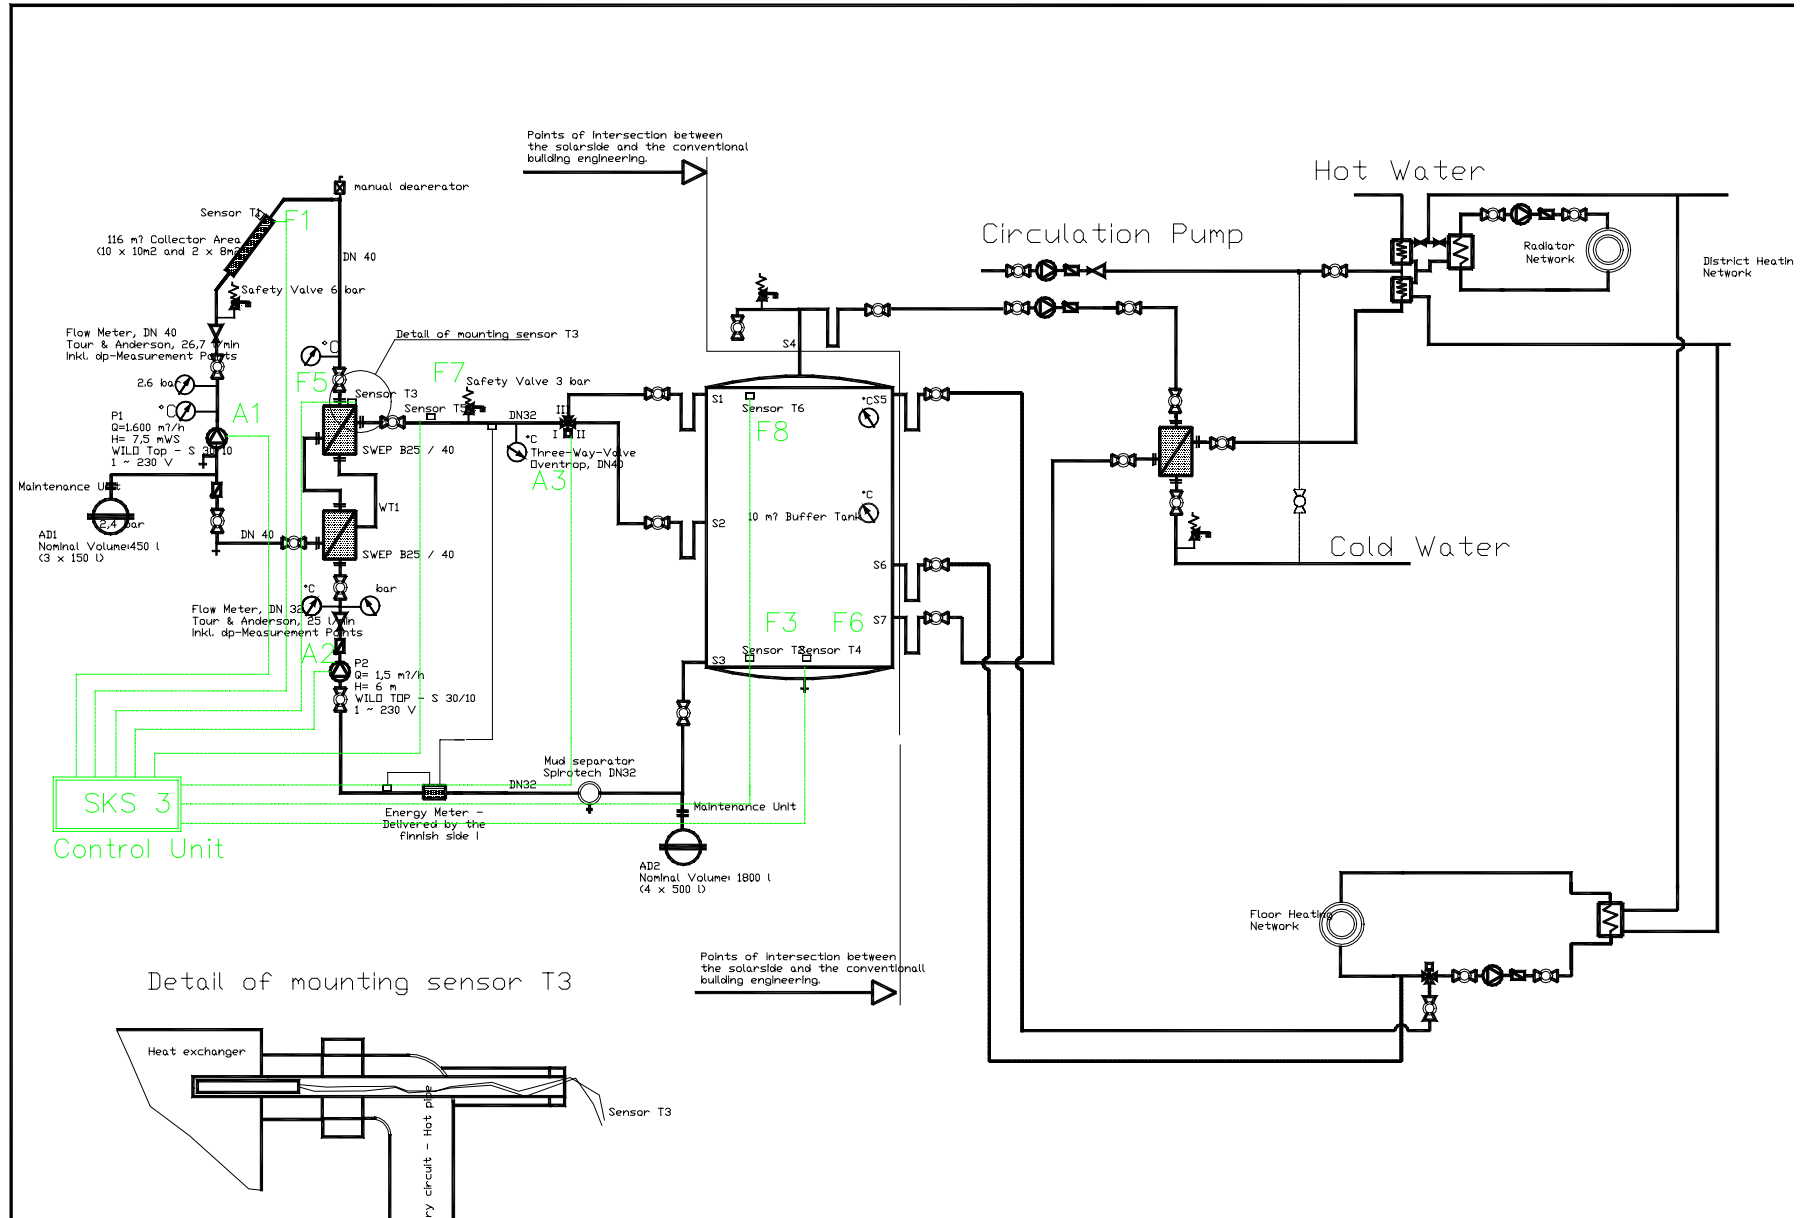 Points of intersection between
the solarside and the conventional
building engineering.
Hot Water
manual deaerator
Sensor T1
F1
Circulation Pump
116 m? Collector Area
(10 x 10m2 and 2 x 8m2
DN 40
Radiator
Network
District Heatin
Network
Safety Valve 6 bar
Flow Meter, DN 40
Tour & Anderson, 26,7 l/min
Inkl. dp-Measurement Points
°C
Detail of mounting sensor T3
S4
2.6 bar
F5
F7
Safety Valve 3 bar
°C
A1
Sensor T3
Sensor T5
DN32
III
I
II
S1
Sensor T6
°C
S5
P1
Q=1.600 m?/h
H= 7,5 mWS
WILO Top - S 30/10
1 ~ 230 V
F8
SWEP B25 / 40
°C
Three-Way-Valve
Oventrop, DN40
A3
Maintenance Unit
WT1
2,4 bar
°C
10 m? Buffer Tank
S2
AD1
Nominal Volume:450 l
(3 x 150 l)
DN 40
SWEP B25 / 40
Cold Water
S6
°C
bar
Flow Meter, DN 32
Tour & Anderson, 25 l/min
Inkl. dp-Measurement Points
F3
F6
S7
A2
Sensor T2
Sensor T4
S3
P2
Q= 1,5 m?/h
H= 6 m
WILO TOP - S 30/10
1 ~ 230 V
Mud separator
Spirotech DN32
DN32
SKS 3
Control Unit
Energy Meter -
Delivered by the
finnish side !
Maintenance Unit
AD2
Nominal Volume: 1800 l
(4 x 500 l)
Floor Heating
Network
Points of intersection between
the solarside and the conventionall
building engineering.
Detail of mounting sensor T3
Heat exchanger
Sensor T3
ry circuit - Hot pipe